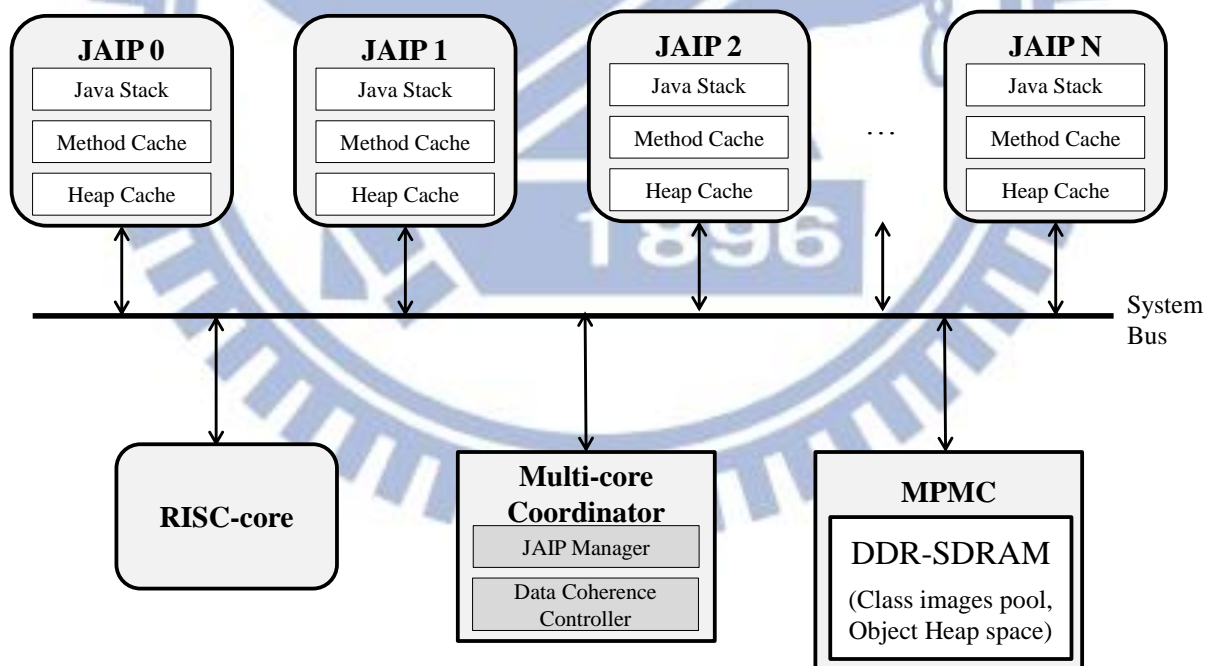 JAIP 0
Java Stack
Method Cache
Heap Cache
JAIP 1
Java Stack
Method Cache
Heap Cache
JAIP 2
Java Stack
Method Cache
Heap Cache
...
JAIP N
Java Stack
Method Cache
Heap Cache
1896
System
Bus
RISC-core
Multi-core
Coordinator
JAIP Manager
Data Coherence
Controller
MPMC
DDR-SDRAM
(Class images pool,
Object Heap space)